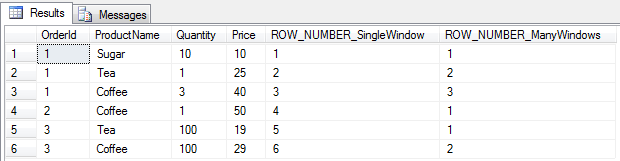 Results Messages
OrderId ProductName Quantity Price ROW_NUMBER_SingleWindow ROW_NUMBER_ManyWindows
1 1 Sugar 10 10 1 1
2 1 Tea 1 25 2 2
3 1 Coffee 3 40 3 3
4 2 Coffee 1 50 4 1
5 3 Tea 100 19 5 1
6 3 Coffee 100 29 6 2